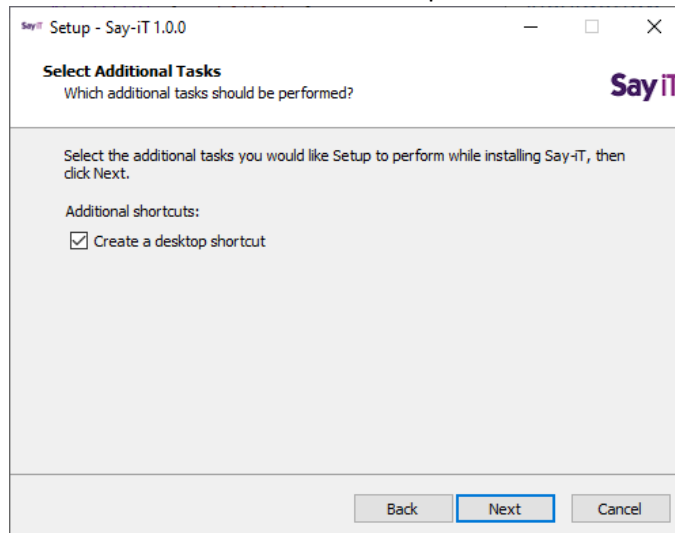 Say iT Setup - Say-iT 1.0.0
Select Additional Tasks
Which additional tasks should be performed?
Say iT
Select the additional tasks you would like Setup to perform while installing Say-iT, then
click Next.
Additional shortcuts:
Create a desktop shortcut
Back Next Cancel